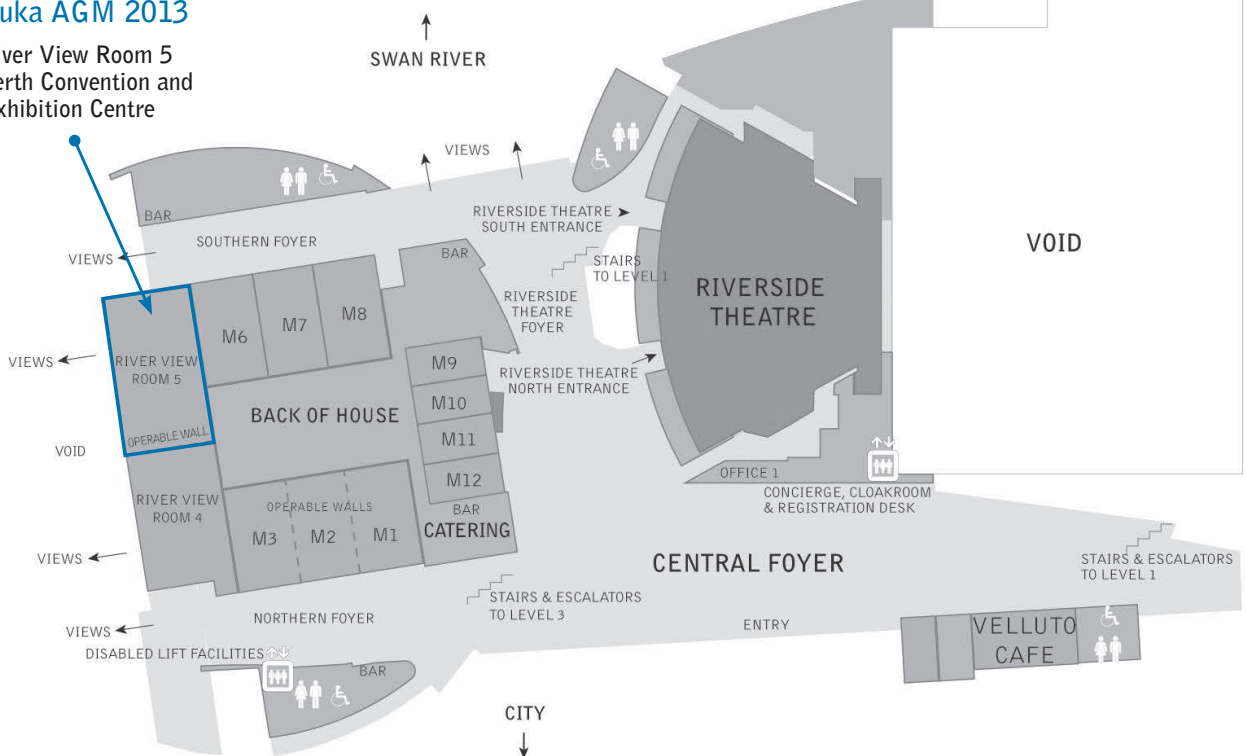 uka AGM 2013
ver View Room 5
erth Convention and
xhibition Centre
SWAN RIVER
VIEWS
BAR
SOUTHERN FOYER
VIEWS
RIVERSIDE THEATRE
SOUTH ENTRANCE
BAR
STAIRS
TO LEVEL 1
RIVERSIDE
THEATRE
FOYER
RIVERSIDE
THEATRE
VOID
M6
M7
M8
VIEWS
RIVER VIEW
ROOM 5
M9
RIVERSIDE THEATRE
NORTH ENTRANCE
M10
BACK OF HOUSE
OPERABLE WALL
M11
VOID
M12
OFFICE 1
CONCIERGE, CLOAKROOM
& REGISTRATION DESK
RIVER VIEW
ROOM 4
OPERABLE WALLS
M3
M2
M1
BAR
CATERING
VIEWS
CENTRAL FOYER
STAIRS & ESCALATORS
TO LEVEL 1
STAIRS & ESCALATORS
TO LEVEL 3
NORTHERN FOYER
ENTRY
VIEWS
VELLUTO
CAFE
DISABLED LIFT FACILITIES
BAR
CITY